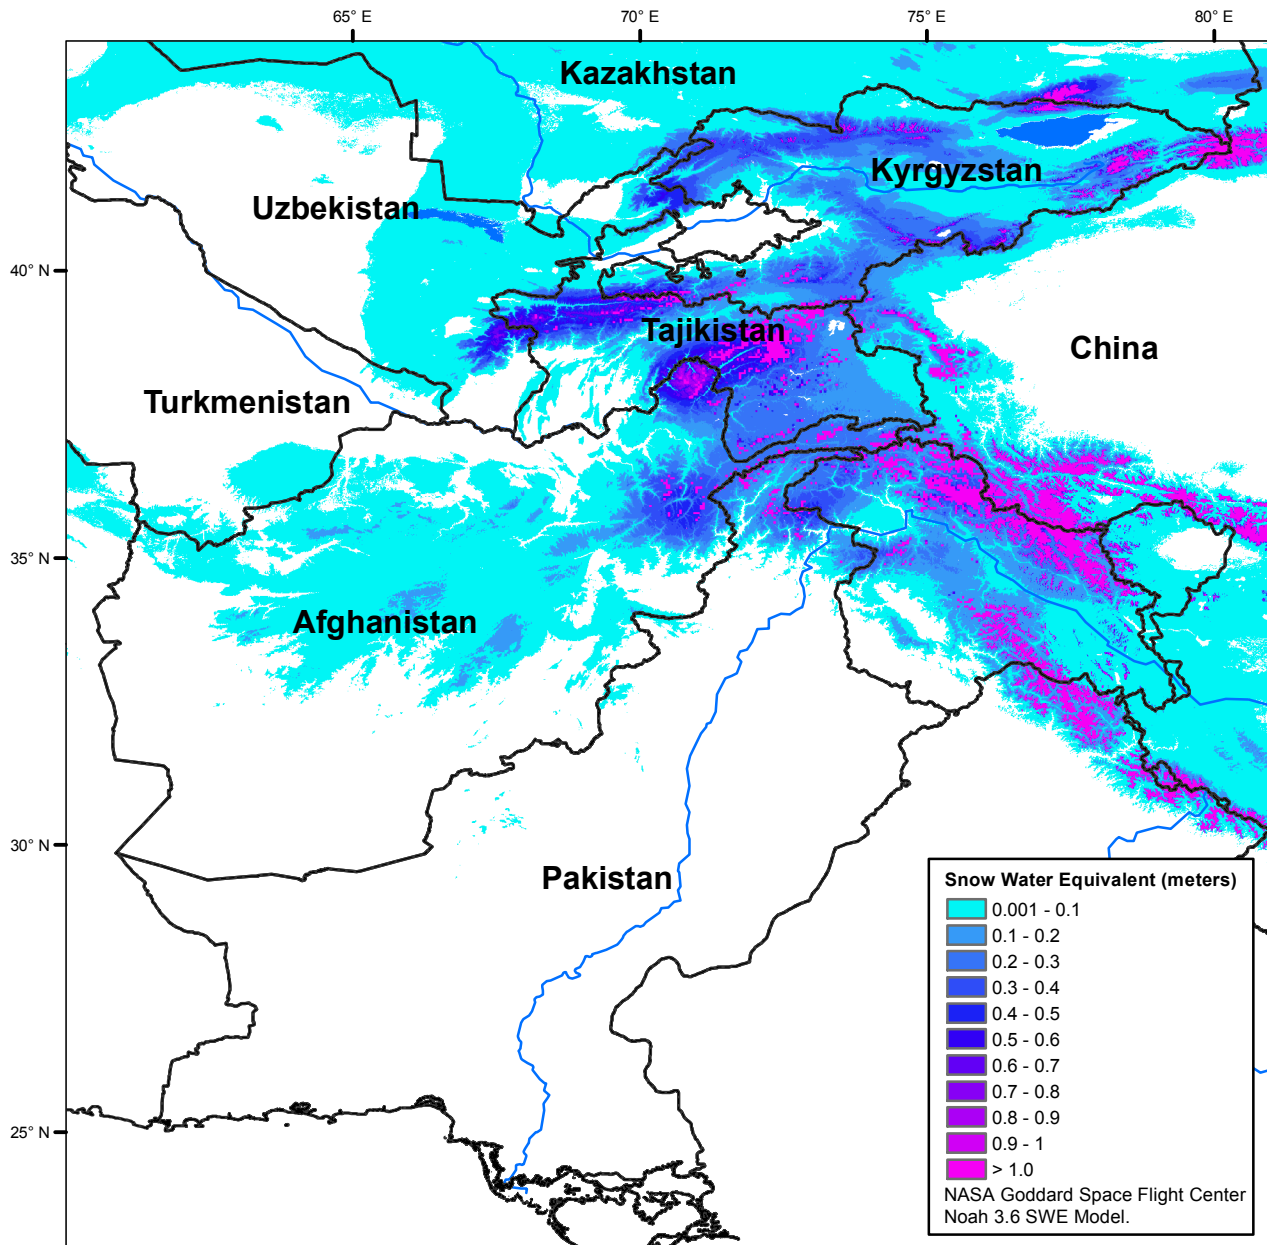 65° E
70° E
75° E
80° E
Kazakhstan
Kyrgyzstan
Uzbekistan
40° N
Tajikistan
China
Turkmenistan
35° N
Afghanistan
30° N
Pakistan
25° N
Snow Water Equivalent (meters)
0.001 - 0.1
0.1 - 0.2
0.2 - 0.3
0.3 - 0.4
0.4 - 0.5
0.5 - 0.6
0.6 - 0.7
0.7 - 0.8
0.8 - 0.9
0.9 - 1
> 1.0
NASA Goddard Space Flight Center
Noah 3.6 SWE Model.